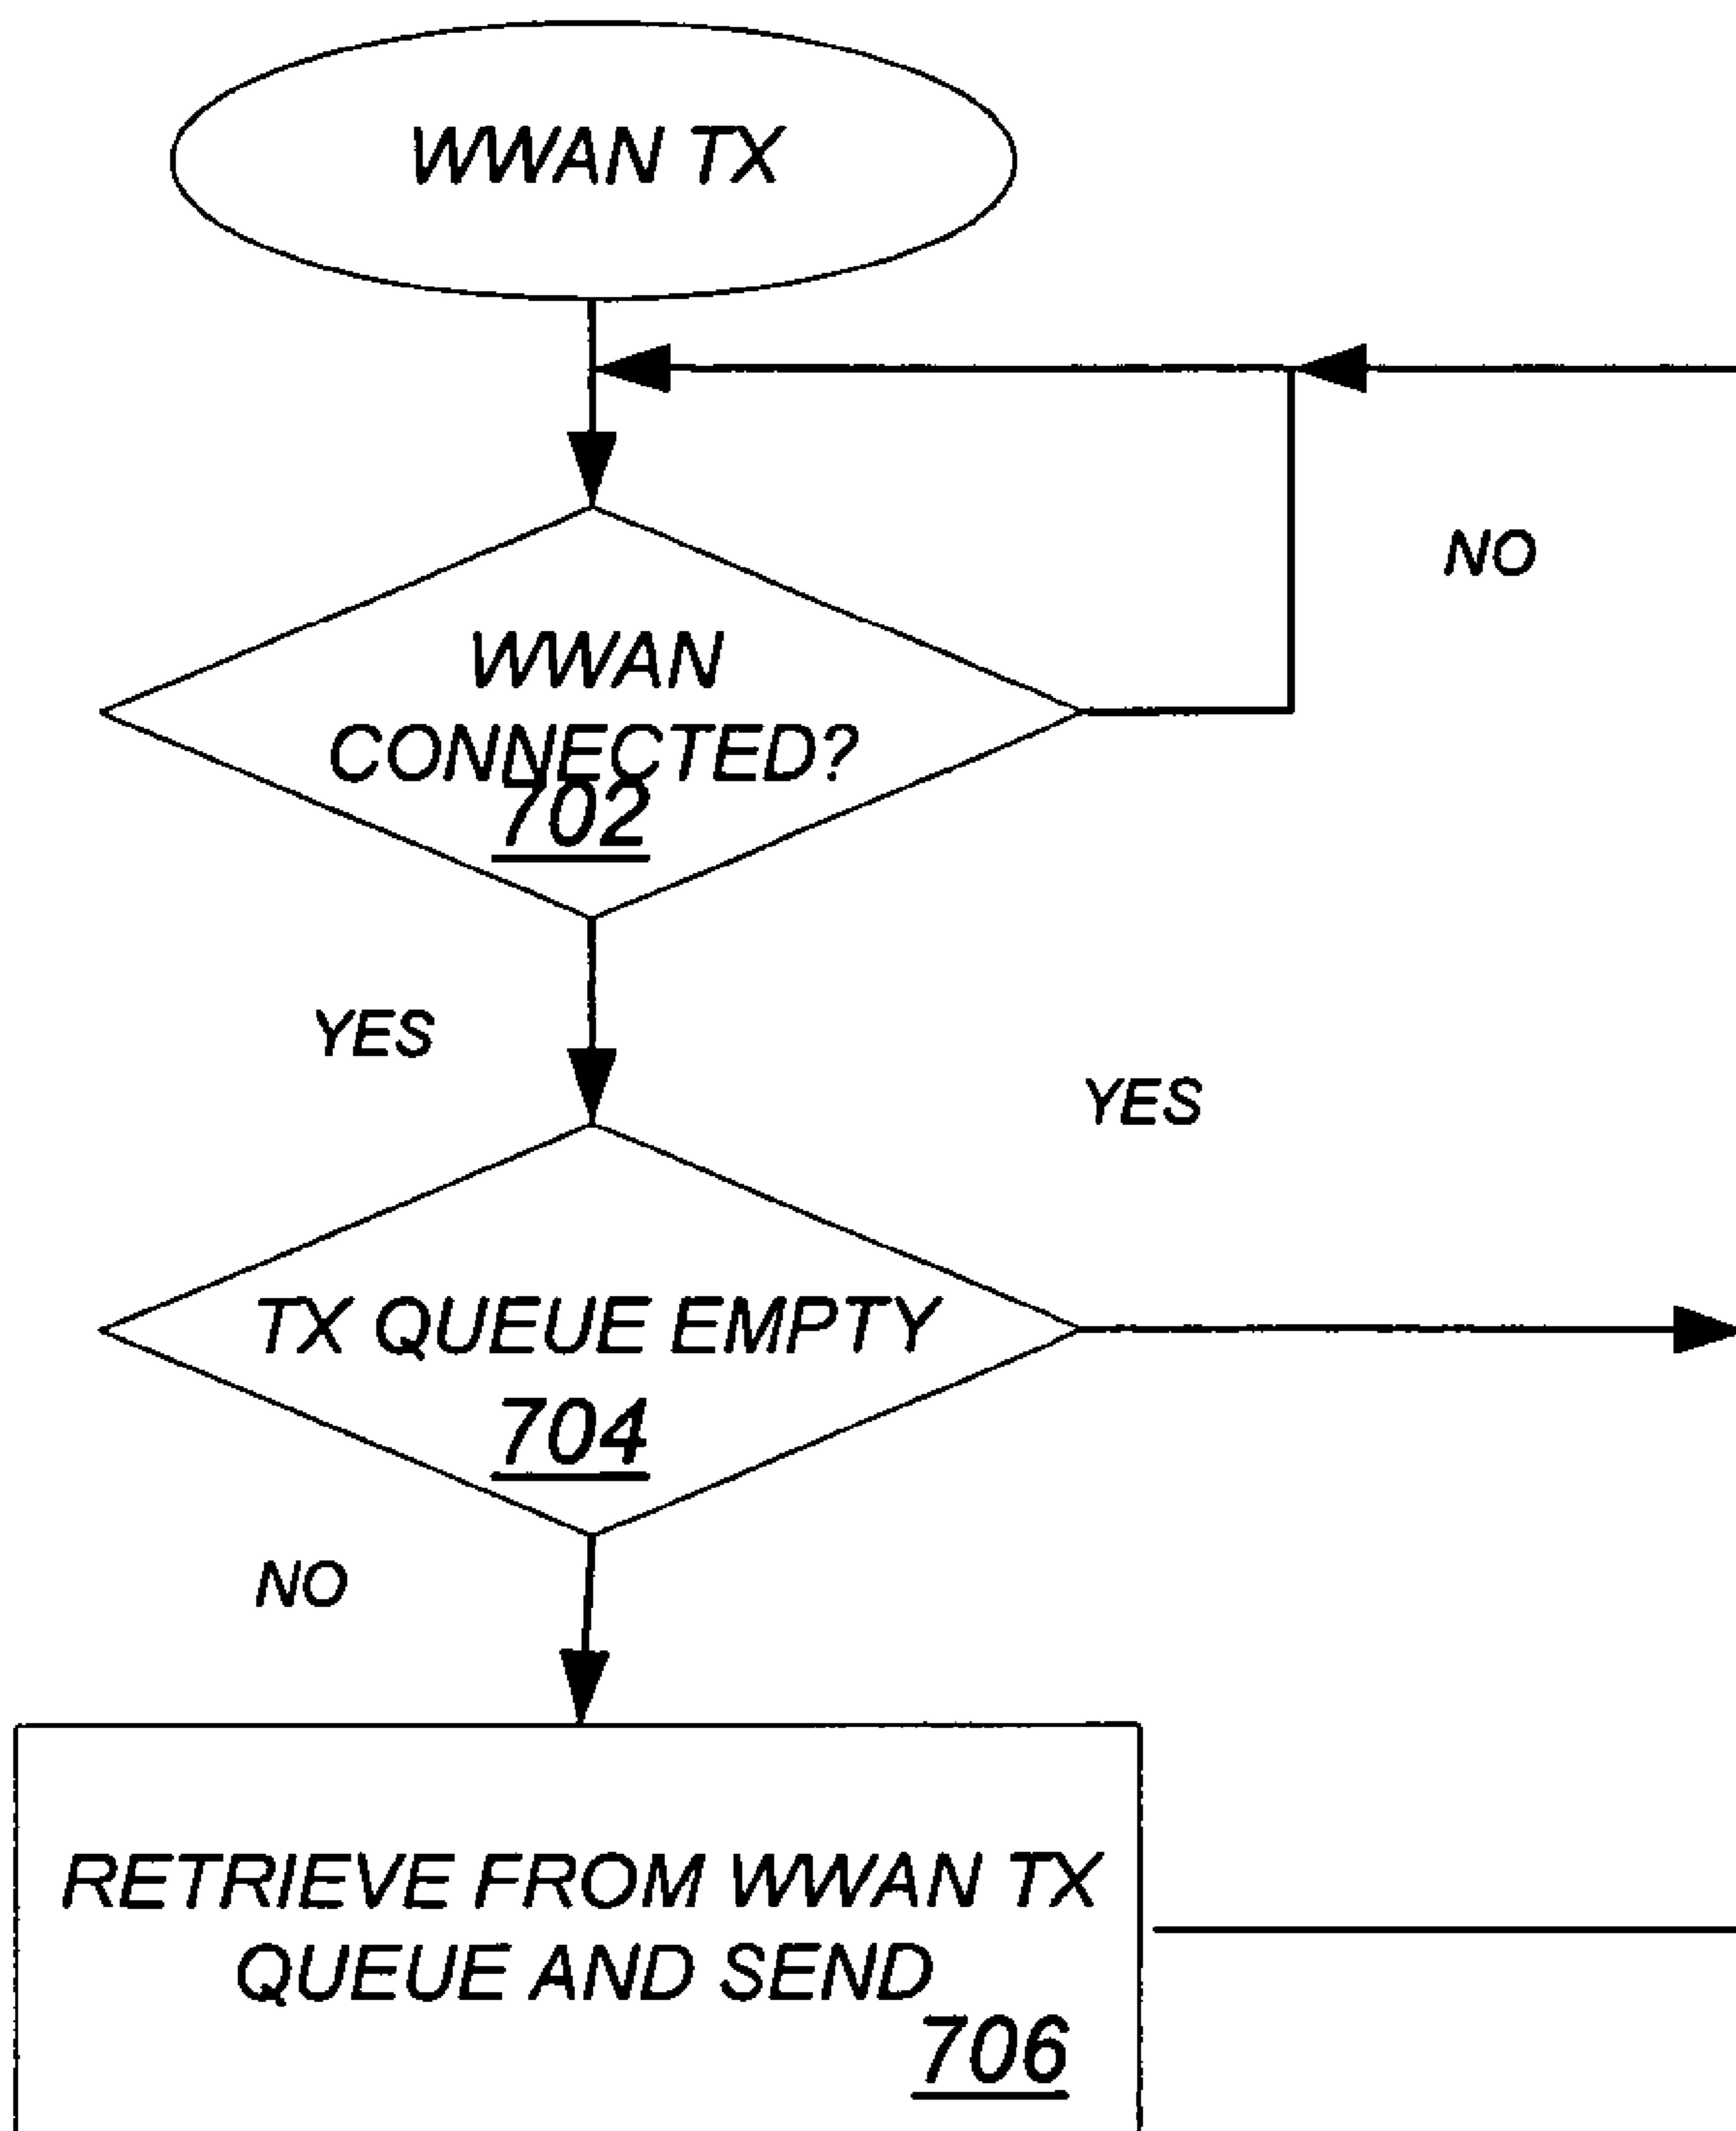 WWAN TX
NO
WWAN
CONNECTED?
702
YES
YES
TX QUEUE EMPTY
704
NO
RETRIEVE FROM WWAN TX
QUEUE AND SEND
706